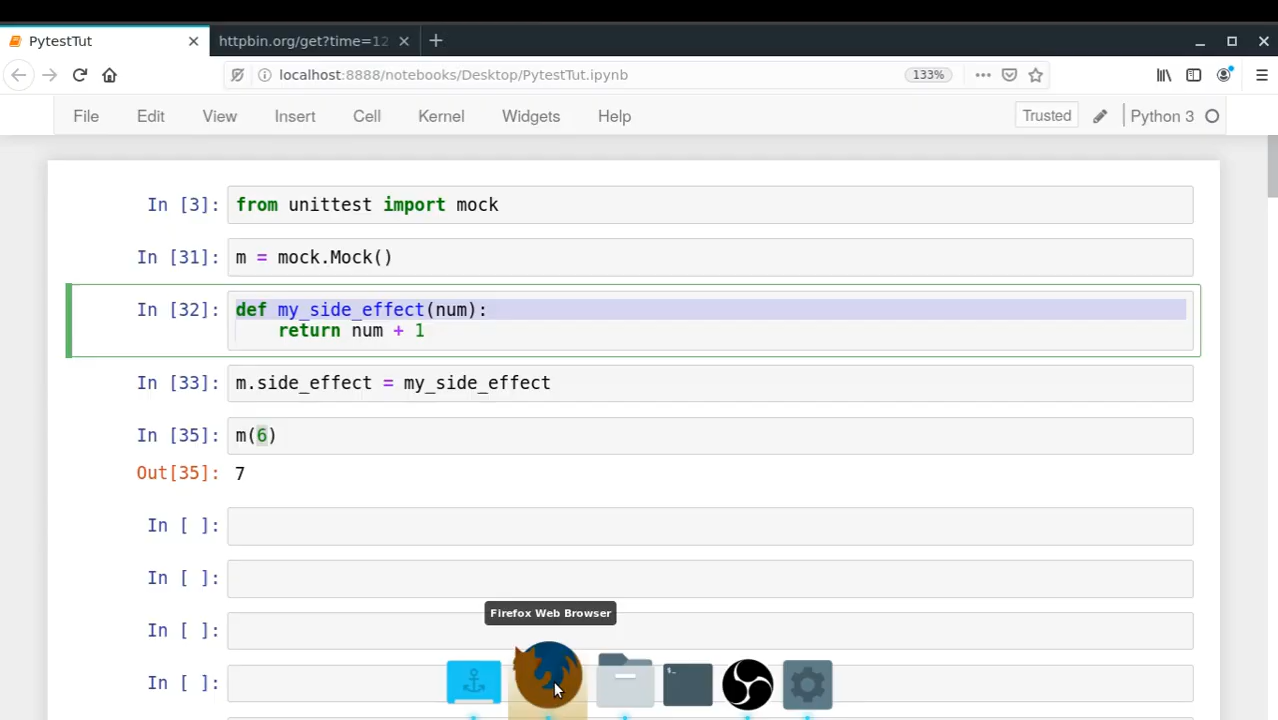 PytestTut
httpbin.org/get?time=12
localhost:8888/notebooks/Desktop/PytestTut.ipynb
133%
File Edit View Insert Cell Kernel Widgets Help
Trusted
Python 3
In [3]: from unittest import mock
In [31]: m = mock.Mock()
In [32]: def my_side_effect(num):
return num + 1
In [33]: m.side_effect = my_side_effect
In [35]: m(6)
Out[35]: 7
In [ ]:
In [ ]:
Firefox Web Browser
In [ ]:
In [ ]: